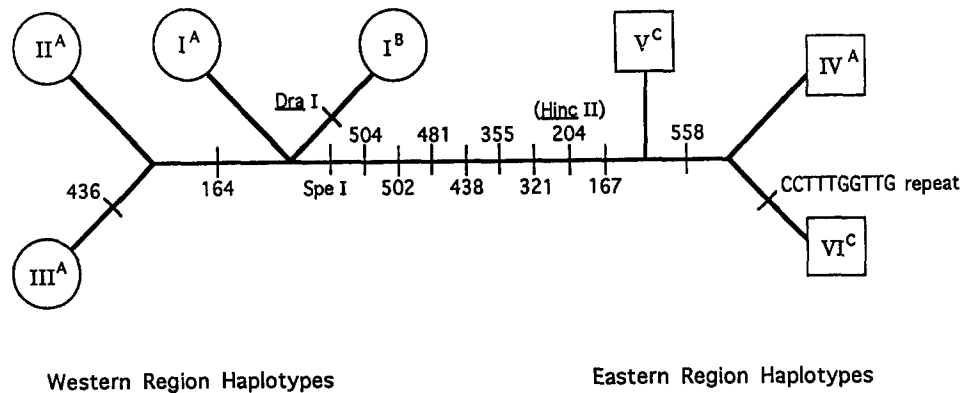 II^A I^A I^B V^C IV^A
Dra I
(Hinc II)
504 481 355 204 558
436 164 Spe I 502 438 321 167
CCTTTGGTTG repeat
III^A VI^C
Western Region Haplotypes
Eastern Region Haplotypes